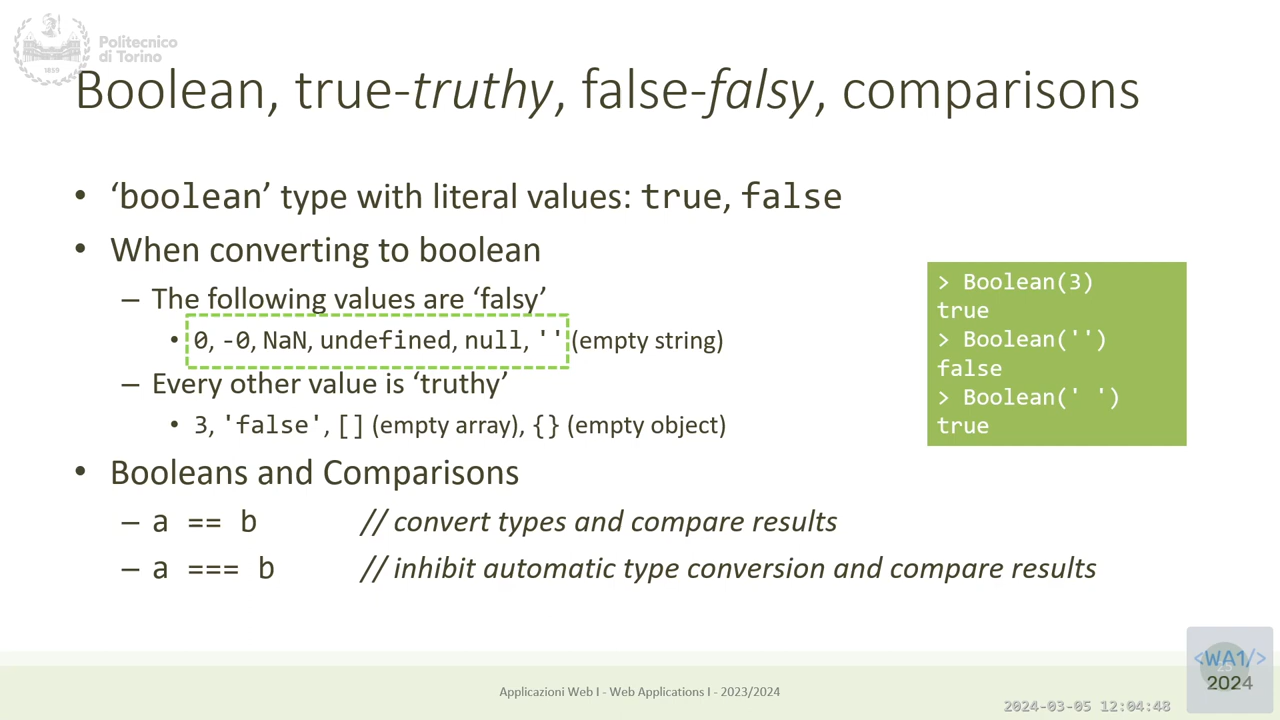 Politecnico
di Torino
1859
Boolean, true-truthy, false-falsy, comparisons
• ‘boolean’ type with literal values: true, false
• When converting to boolean
– The following values are ‘falsy’
• 0, -0, NaN, undefined, null, '' (empty string)
– Every other value is ‘truthy’
• 3, 'false', [] (empty array), {} (empty object)
• Booleans and Comparisons
– a == b // convert types and compare results
– a === b // inhibit automatic type conversion and compare results
> Boolean(3)
true
> Boolean('')
false
> Boolean(' ')
true
Applicazioni Web I - Web Applications I - 2023/2024
<WA1/>
2024
2024-03-05 12:04:48